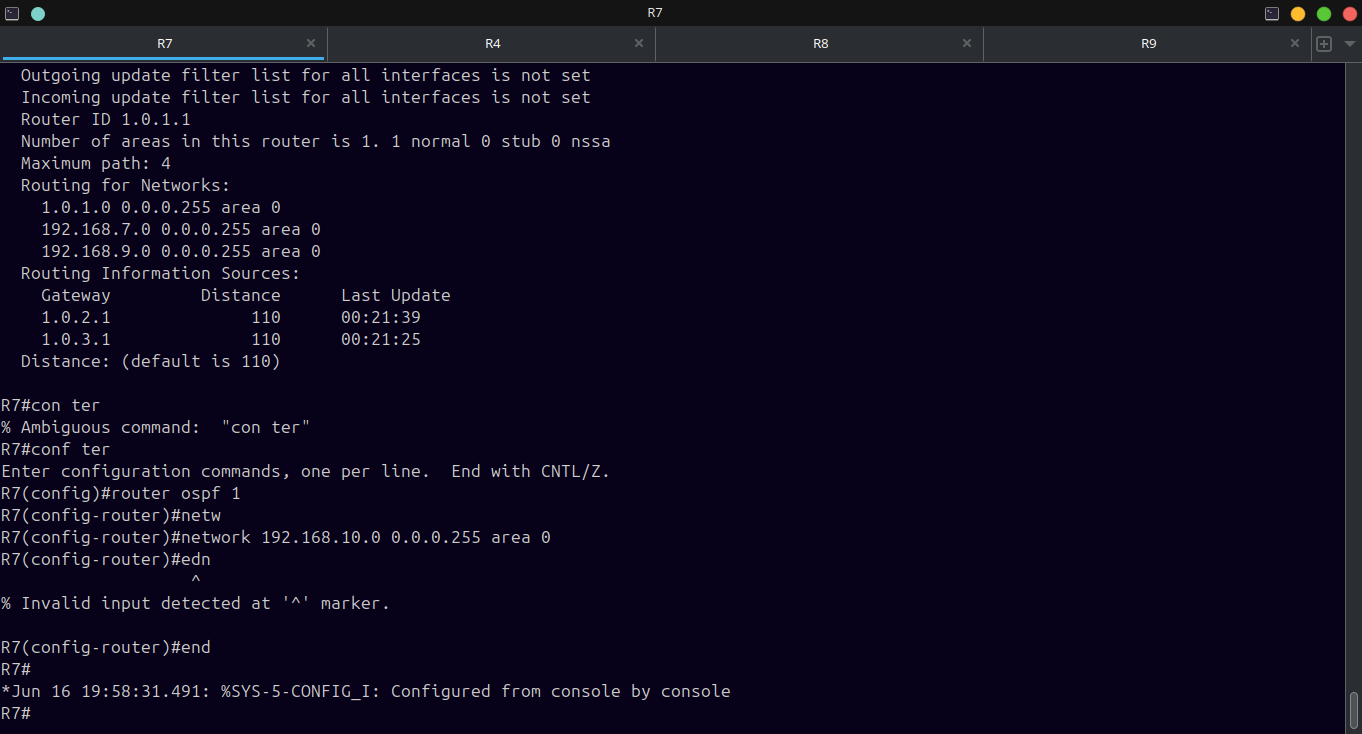 R7
R7
R4
R8
R9
  Outgoing update filter list for all interfaces is not set
  Incoming update filter list for all interfaces is not set
  Router ID 1.0.1.1
  Number of areas in this router is 1. 1 normal 0 stub 0 nssa
  Maximum path: 4
  Routing for Networks:
    1.0.1.0 0.0.0.255 area 0
    192.168.7.0 0.0.0.255 area 0
    192.168.9.0 0.0.0.255 area 0
  Routing Information Sources:
    Gateway         Distance      Last Update
    1.0.2.1              110      00:21:39
    1.0.3.1              110      00:21:25
  Distance: (default is 110)
R7#con ter
% Ambiguous command:  "con ter"
R7#conf ter
Enter configuration commands, one per line.  End with CNTL/Z.
R7(config)#router ospf 1
R7(config-router)#netw
R7(config-router)#network 192.168.10.0 0.0.0.255 area 0
R7(config-router)#edn
                   ^
% Invalid input detected at '^' marker.
R7(config-router)#end
R7#
*Jun 16 19:58:31.491: %SYS-5-CONFIG_I: Configured from console by console
R7#